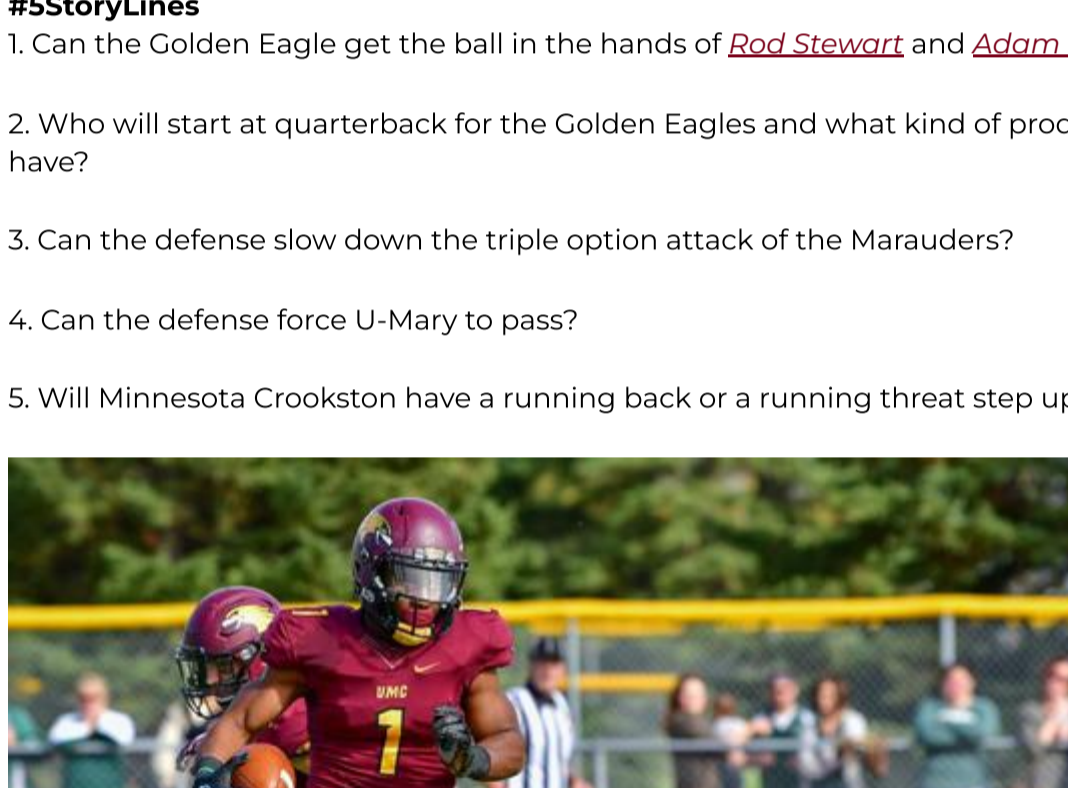 #5StoryLines
1. Can the Golden Eagle get the ball in the hands of Rod Stewart and Adam
2. Who will start at quarterback for the Golden Eagles and what kind of
have?
3. Can the defense slow down the triple option attack of the Marauders?
4. Can the defense force U-Mary to pass?
5. Will Minnesota Crookston have a running back or a running threat step up
UMC
1